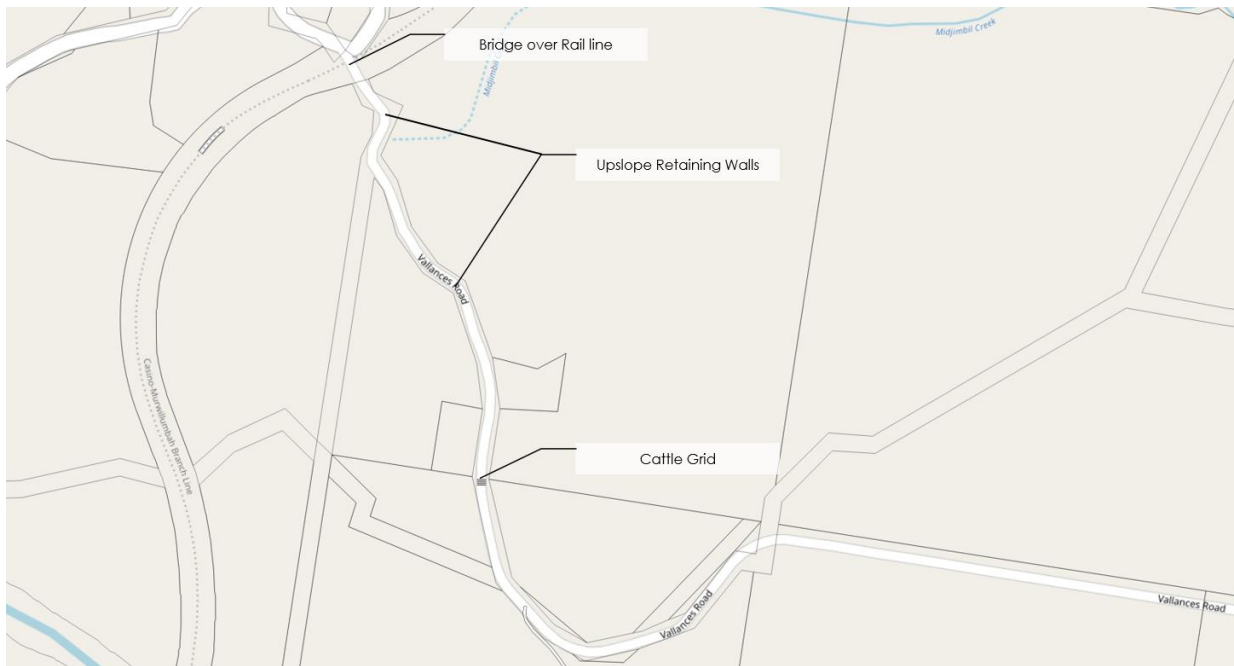 Midjimbil Creek
Bridge over Rail line
Midjimbil
Upslope Retaining Walls
Vallances Road
Casino-Murwillumbah Branch Line
Cattle Grid
Vallances Road
Vallances Road